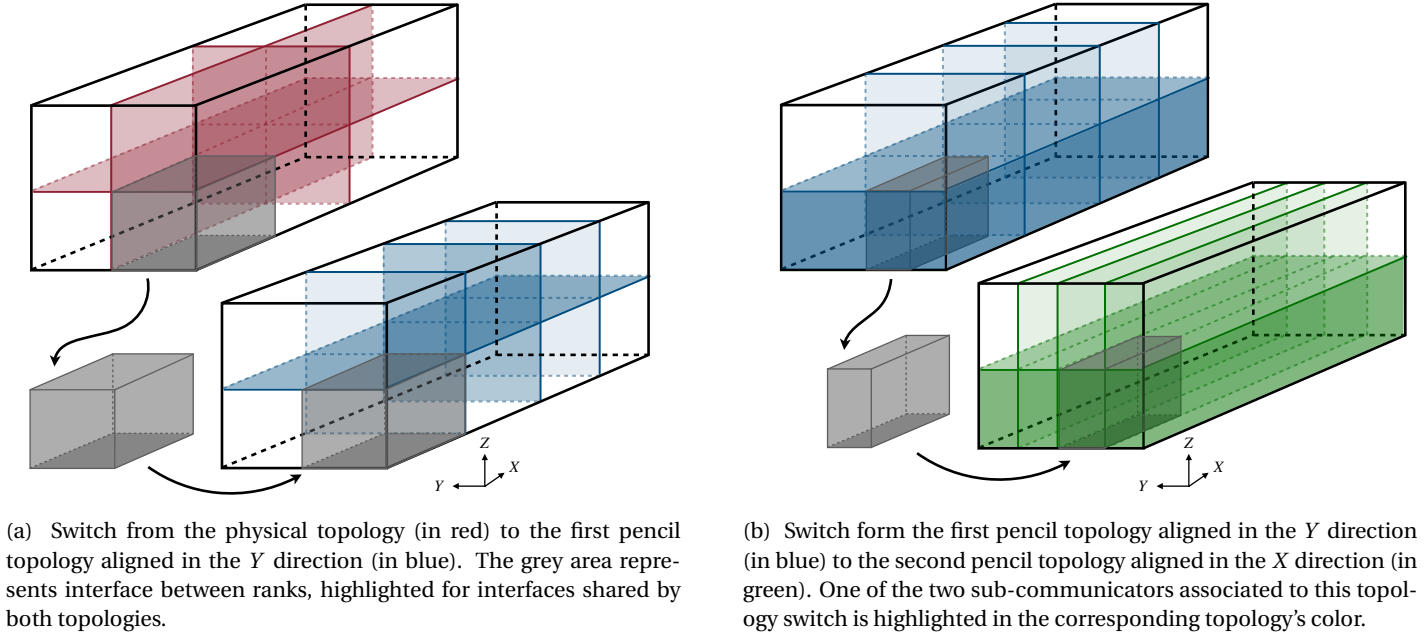 Z
X
Y
Z
X
Y
(a) Switch from the physical topology (in red) to the first pencil
topology aligned in the Y direction (in blue). The grey area repre-
sents interface between ranks, highlighted for interfaces shared by
both topologies.
(b) Switch form the first pencil topology aligned in the Y direction
(in blue) to the second pencil topology aligned in the X direction (in
green). One of the two sub-communicators associated to this topol-
ogy switch is highlighted in the corresponding topology's color.